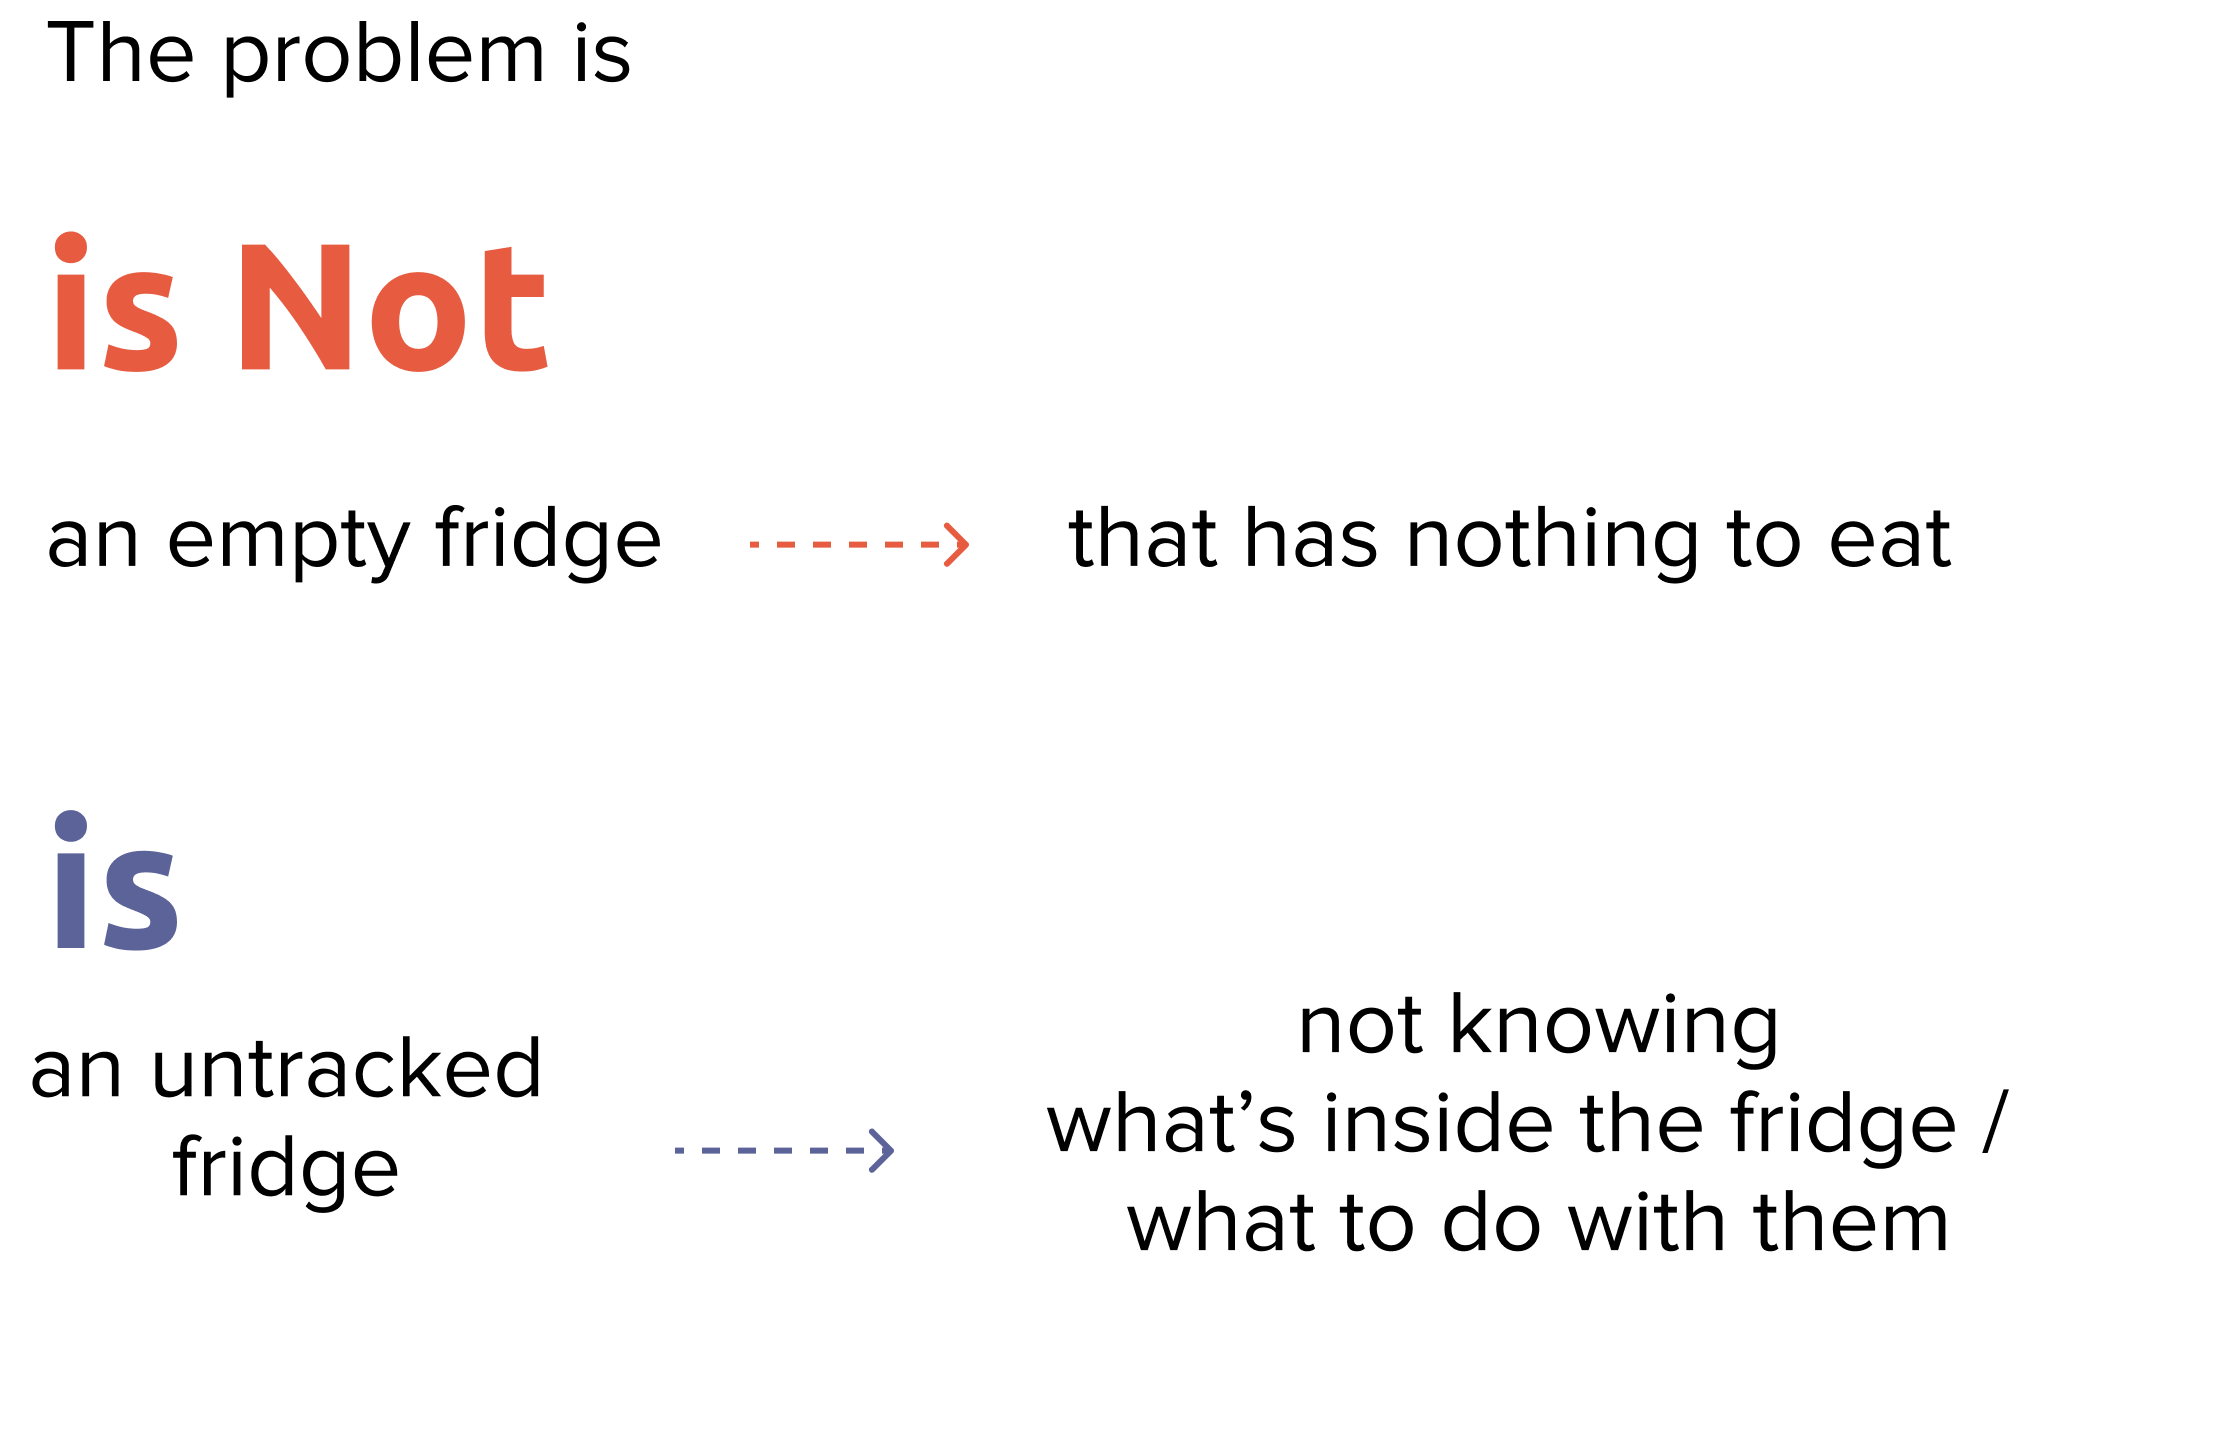 The problem is
is Not
an empty fridge
that has nothing to eat
is
an untracked
fridge
not knowing
what’s inside the fridge /
what to do with them